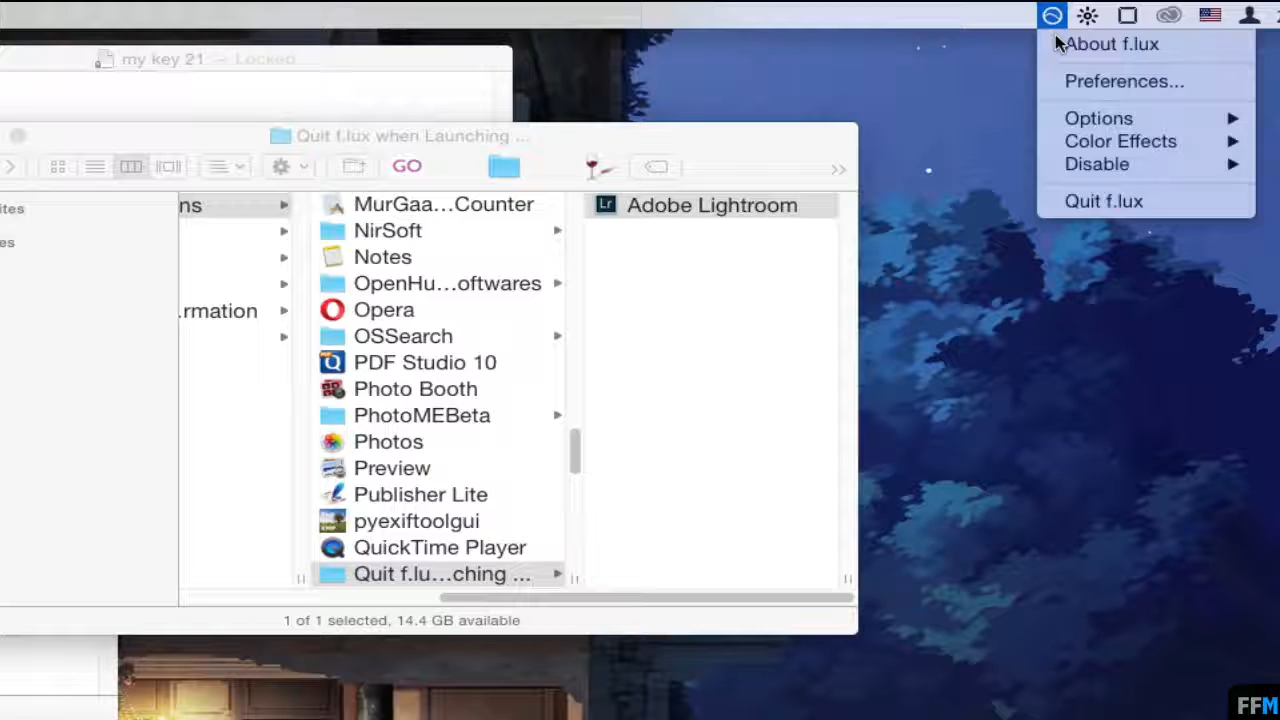 my key 21 — Locked
Quit f.lux when Launching ...
GO
ites
es
ns
.rmation
MurGaa...Counter
NirSoft
Notes
OpenHu...oftwares
Opera
OSSearch
PDF Studio 10
Photo Booth
PhotoMEBeta
Photos
Preview
Publisher Lite
pyexiftoolgui
QuickTime Player
Quit f.lu...ching ...
Lr Adobe Lightroom
1 of 1 selected, 14.4 GB available
About f.lux
Preferences...
Options
Color Effects
Disable
Quit f.lux
FFM